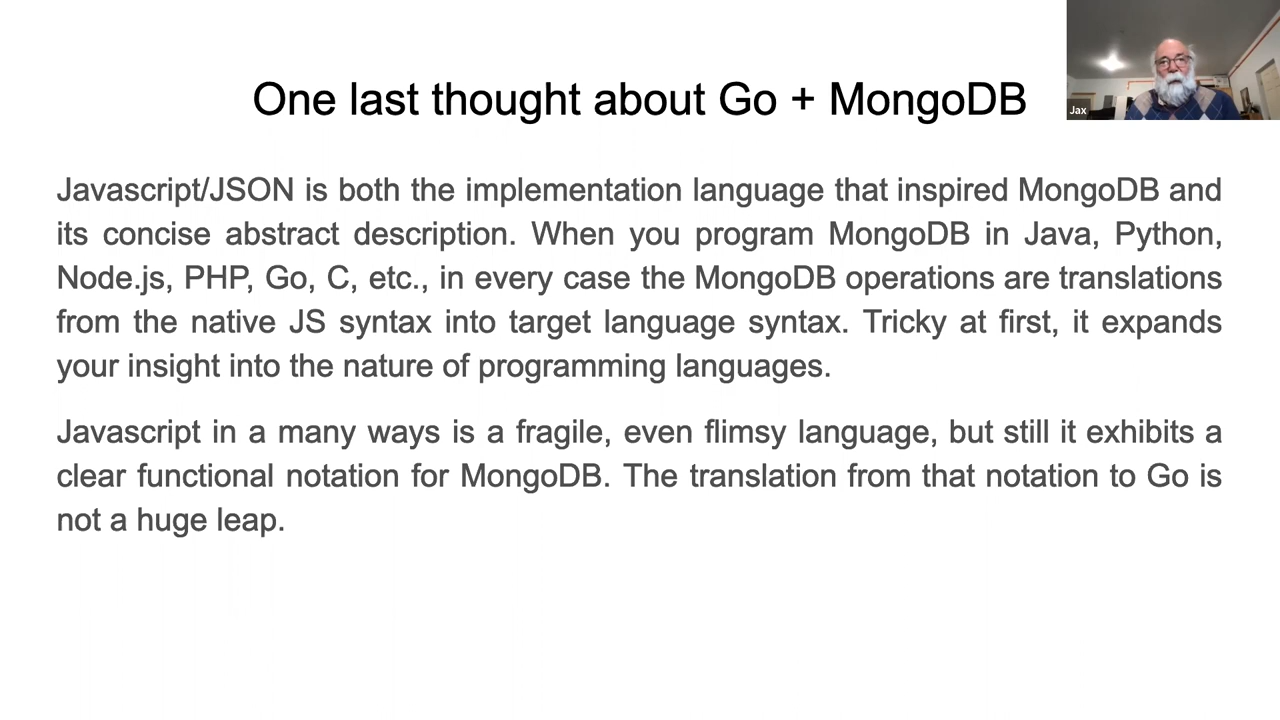 One last thought about Go + MongoDB
Jax
Javascript/JSON is both the implementation language that inspired MongoDB and
its concise abstract description. When you program MongoDB in Java, Python,
Node.js, PHP, Go, C, etc., in every case the MongoDB operations are translations
from the native JS syntax into target language syntax. Tricky at first, it expands
your insight into the nature of programming languages.
Javascript in a many ways is a fragile, even flimsy language, but still it exhibits a
clear functional notation for MongoDB. The translation from that notation to Go is
not a huge leap.